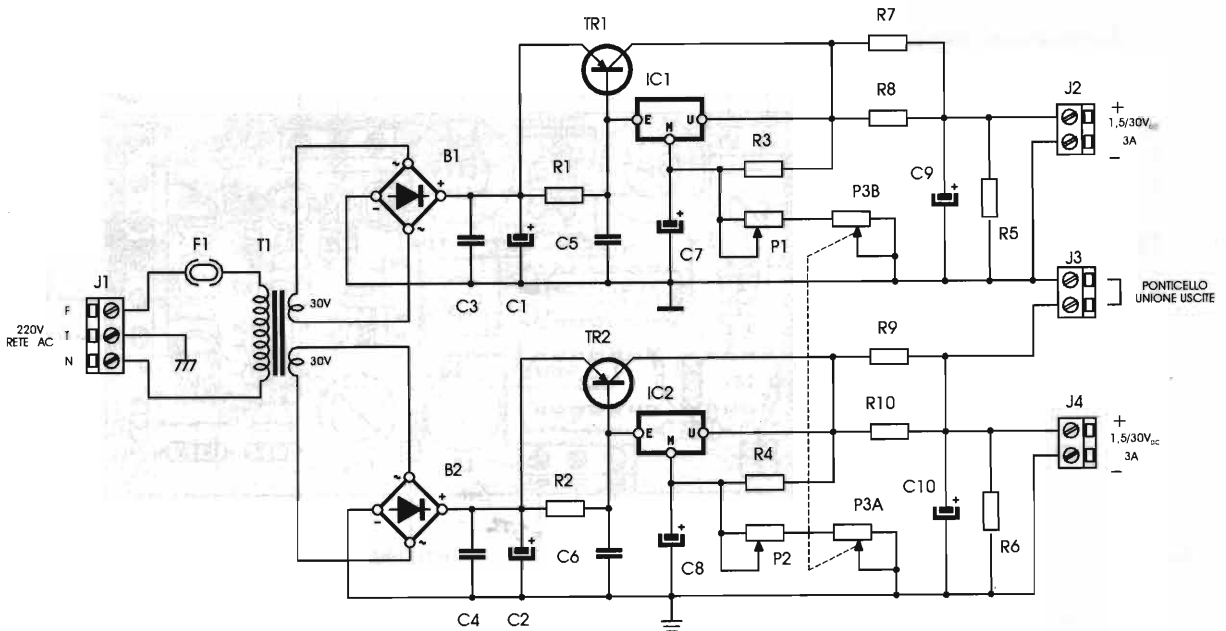 TR1
R7
IC1
E
M
U
R8
J2
+
1,5/30V
3A
−
B1
~
+
−
~
R1
R3
C9
+
P3B
R5
C5
C7
+
P1
C3
C1
+
F1
T1
J1
F
T
N
220V
RETE AC
30V
30V
J3
PONTICELLO
UNIONE USCITE
TR2
R9
IC2
E
M
U
R10
J4
+
1,5/30VDC
3A
−
B2
~
+
−
~
R2
R4
C10
+
P3A
R6
C6
C8
+
P2
C4
C2
+